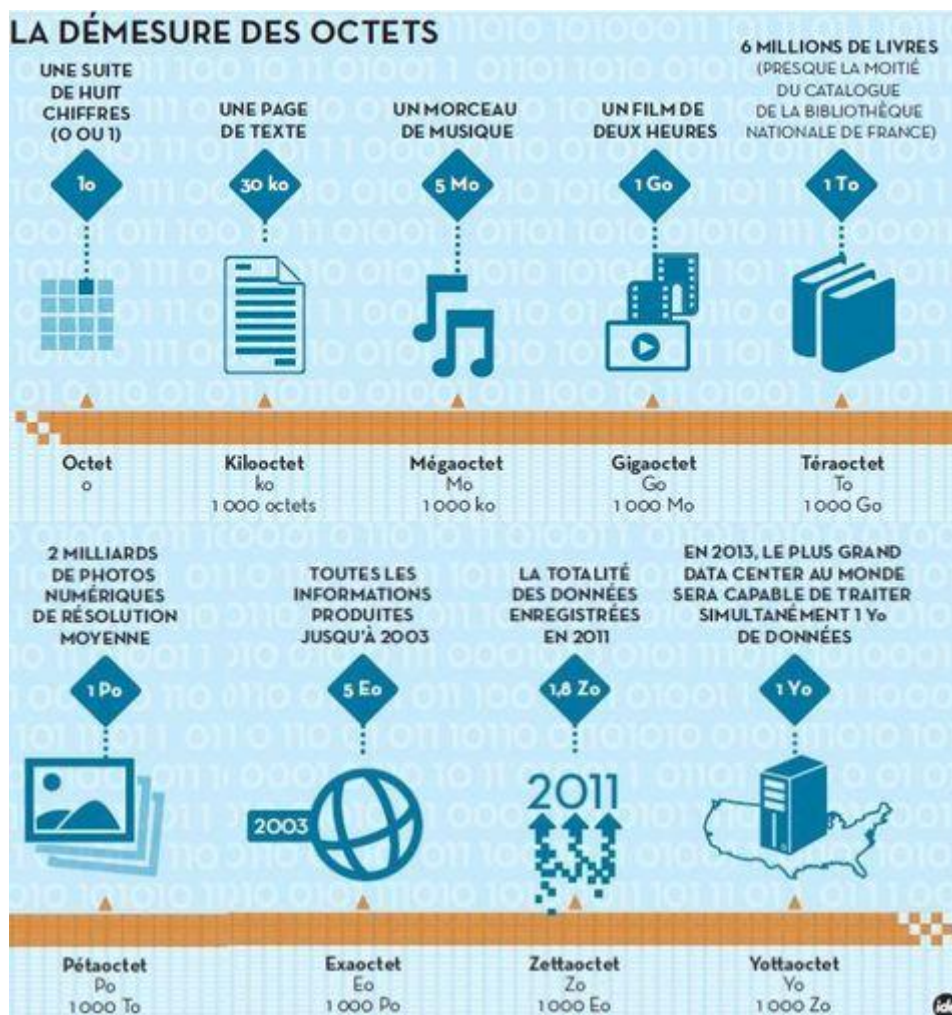 LA DÉMESURE DES OCTETS
UNE SUITE
DE HUIT
CHIFFRES
(0 OU 1)
1o
UNE PAGE
DE TEXTE
30 ko
UN MORCEAU
DE MUSIQUE
5 Mo
UN FILM DE
DEUX HEURES
1 Go
6 MILLIONS DE LIVRES
(PRESQUE LA MOITIÉ
DU CATALOGUE
DE LA BIBLIOTHÈQUE
NATIONALE DE FRANCE)
1 To
Octet
o
Kilooctet
ko
1 000 octets
Mégaoctet
Mo
1 000 ko
Gigaoctet
Go
1 000 Mo
Téraoctet
To
1 000 Go
2 MILLIARDS
DE PHOTOS
NUMÉRIQUES
DE RÉSOLUTION
MOYENNE
1 Po
TOUTES LES
INFORMATIONS
PRODUITES
JUSQU'À 2003
5 Eo
2003
LA TOTALITÉ
DES DONNÉES
ENREGISTRÉES
EN 2011
1,8 Zo
2011
EN 2013, LE PLUS GRAND
DATA CENTER AU MONDE
SERA CAPABLE DE TRAITER
SIMULTANÉMENT 1 Yo
DE DONNÉES
1 Yo
Pétaoctet
Po
1 000 To
Exaoctet
Eo
1 000 Po
Zettaoctet
Zo
1 000 Eo
Yottaoctet
Yo
1 000 Zo